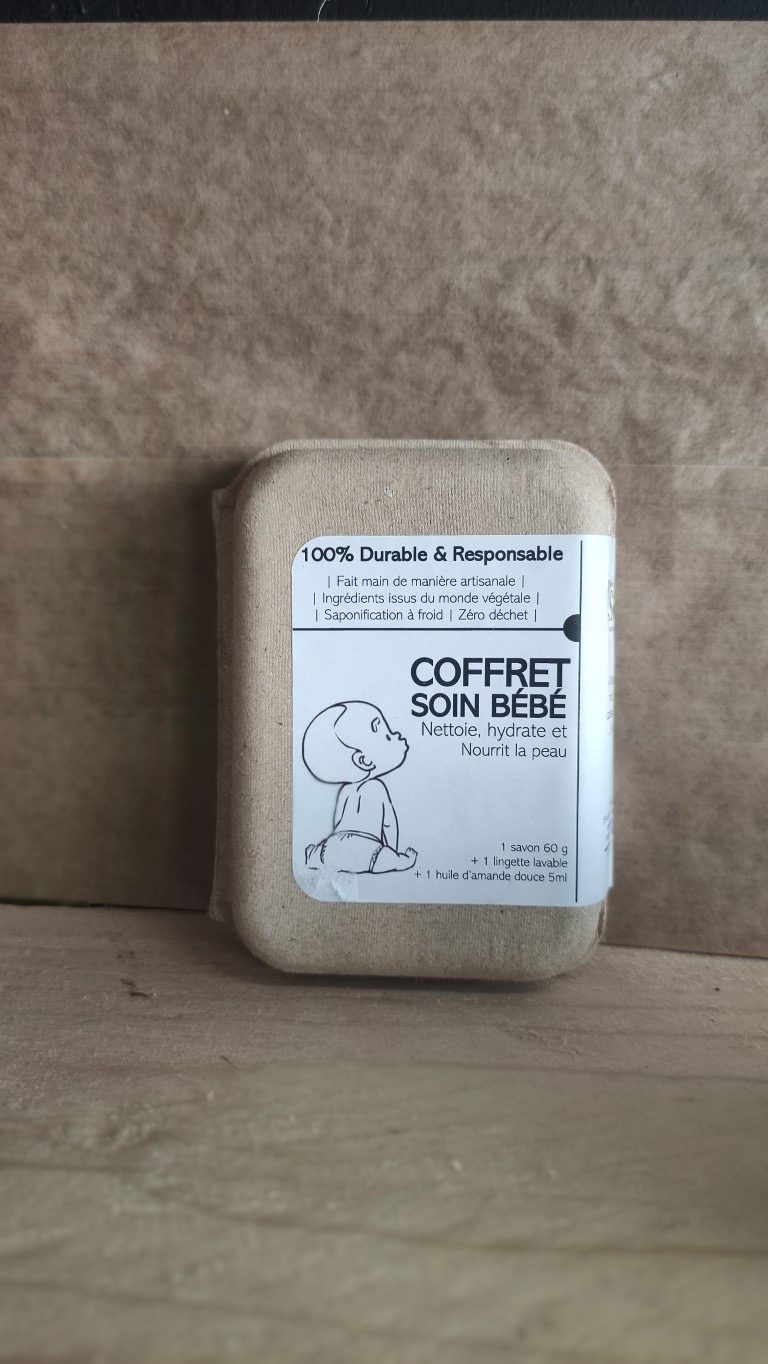 100% Durable & Responsable
| Fait main de manière artisanale |
| Ingrédients issus du monde végétale |
| Saponification à froid | Zéro déchet |
COFFRET
SOIN BÉBÉ
Nettoie, hydrate et
Nourrit la peau
1 savon 60 g
+ 1 lingette lavable
+ 1 huile d'amande douce 5ml